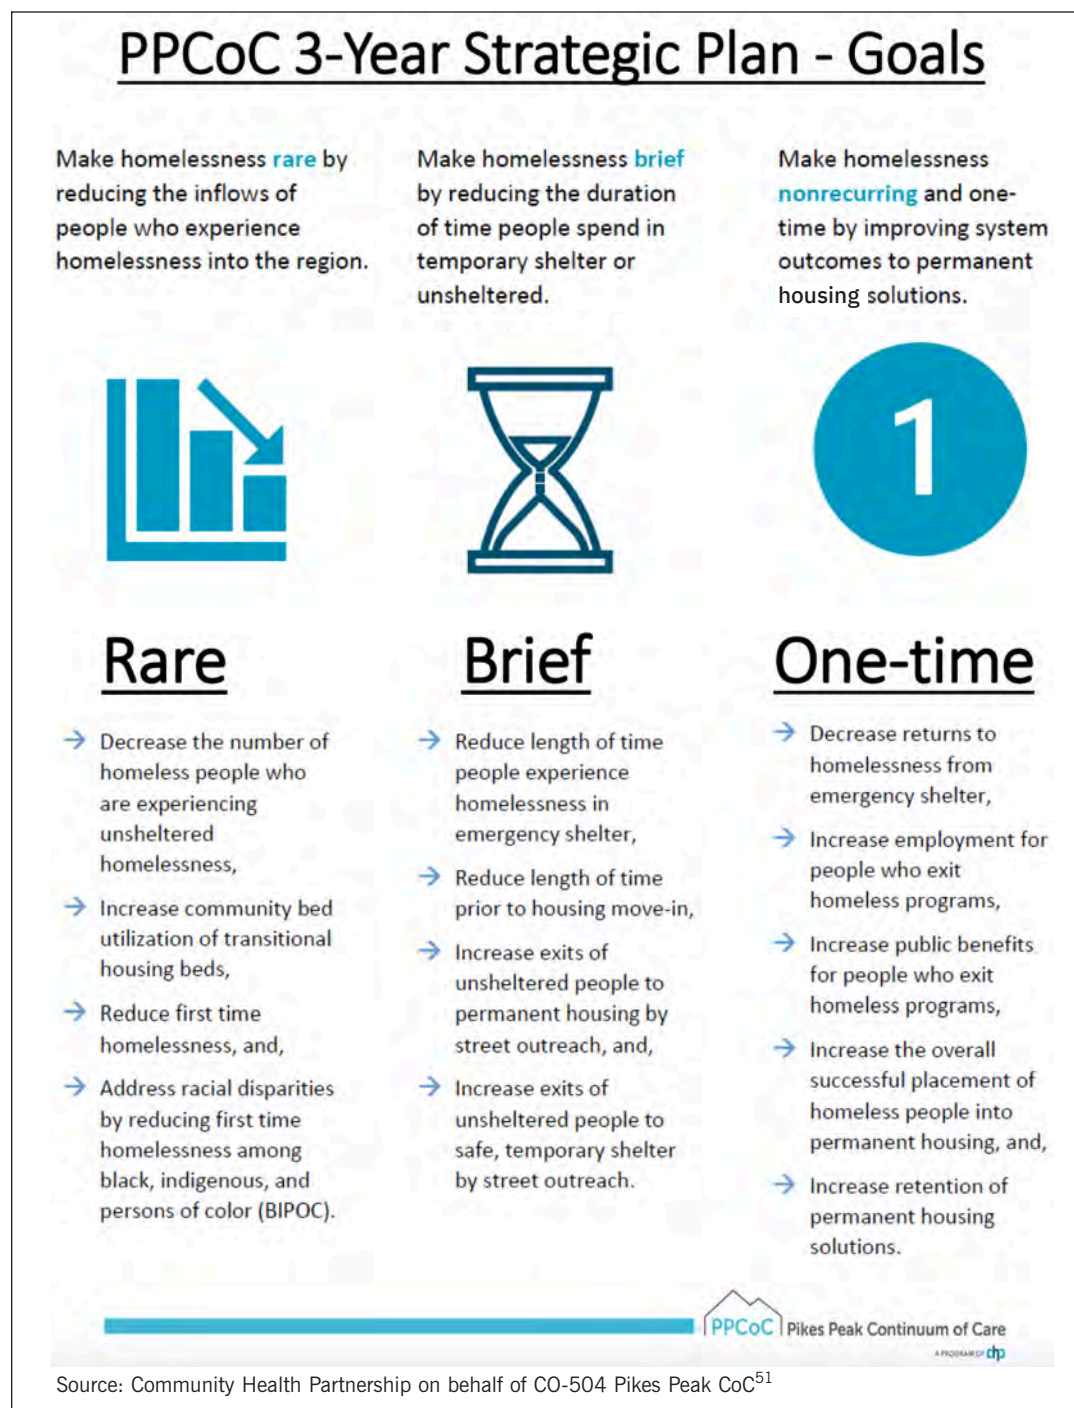 PPCoC 3-Year Strategic Plan - Goals
Make homelessness rare by
reducing the inflows of
people who experience
homelessness into the region.
Make homelessness brief
by reducing the duration
of time people spend in
temporary shelter or
unsheltered.
Make homelessness
nonrecurring and one-
time by improving system
outcomes to permanent
housing solutions.
1
Rare
→ Decrease the number of
homeless people who
are experiencing
unsheltered
homelessness,
→ Increase community bed
utilization of transitional
housing beds,
→ Reduce first time
homelessness, and,
→ Address racial disparities
by reducing first time
homelessness among
black, indigenous, and
persons of color (BIPOC).
Brief
→ Reduce length of time
people experience
homelessness in
emergency shelter,
→ Reduce length of time
prior to housing move-in,
→ Increase exits of
unsheltered people to
permanent housing by
street outreach, and,
→ Increase exits of
unsheltered people to
safe, temporary shelter
by street outreach.
One-time
→ Decrease returns to
homelessness from
emergency shelter,
→ Increase employment for
people who exit
homeless programs,
→ Increase public benefits
for people who exit
homeless programs,
→ Increase the overall
successful placement of
homeless people into
permanent housing, and,
→ Increase retention of
permanent housing
solutions.
PPCoC Pikes Peak Continuum of Care
A PROGRAM OF chp
Source: Community Health Partnership on behalf of CO-504 Pikes Peak CoC51